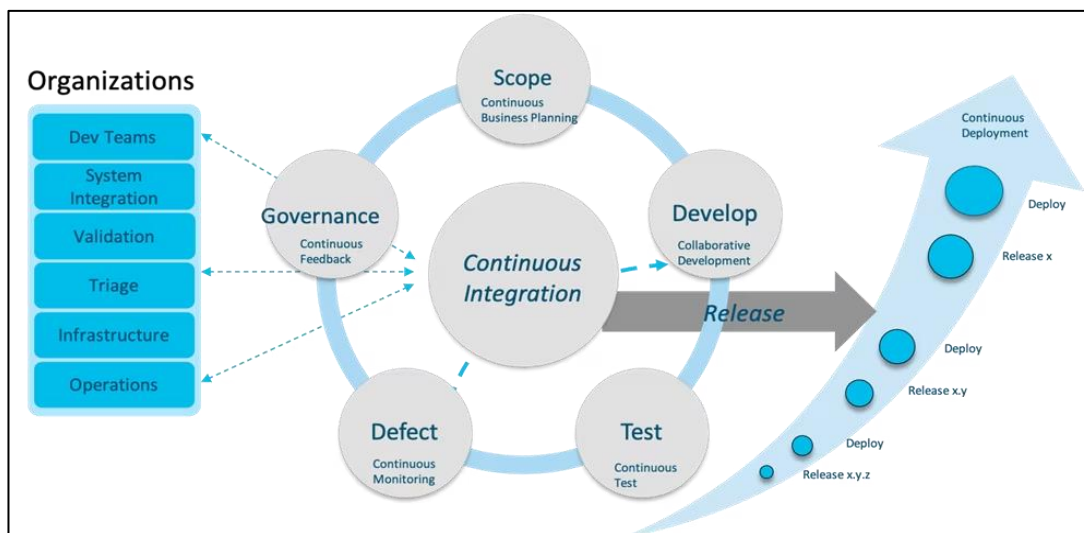 Organizations
Dev Teams
System
Integration
Validation
Triage
Infrastructure
Operations
Scope
Continuous
Business Planning
Governance
Continuous
Feedback
Develop
Collaborative
Development
Continuous
Integration
Release
Defect
Continuous
Monitoring
Test
Continuous
Test
Continuous
Deployment
Deploy
Release x
Deploy
Release x.y
Deploy
Release x.y.z